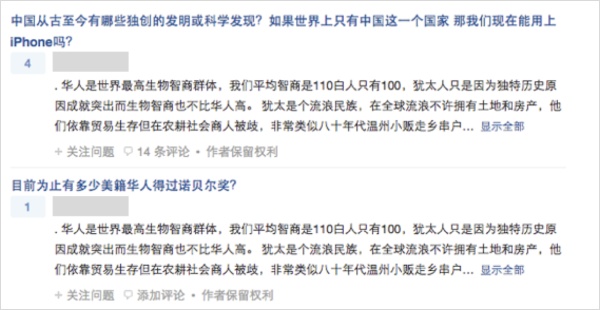 中国从古至今有哪些独创的发明或科学发现？如果世界上只有中国这一个国家 那我们现在能用上
iPhone吗？
4
. 华人是世界最高生物智商群体，我们平均智商是110白人只有100，犹太人只是因为独特历史原
因成就突出而生物智商也不比华人高。 犹太是个流浪民族，在全球流浪不许拥有土地和房产，他
们依靠贸易生存但在农耕社会商人被歧，非常类似八十年代温州小贩走乡串户… 显示全部
+ 关注问题 14 条评论 • 作者保留权利
目前为止有多少美籍华人得过诺贝尔奖？
1
. 华人是世界最高生物智商群体，我们平均智商是110白人只有100，犹太人只是因为独特历史原
因成就突出而生物智商也不比华人高。 犹太是个流浪民族，在全球流浪不许拥有土地和房产，他
们依靠贸易生存但在农耕社会商人被歧，非常类似八十年代温州小贩走乡串户… 显示全部
+ 关注问题 添加评论 • 作者保留权利